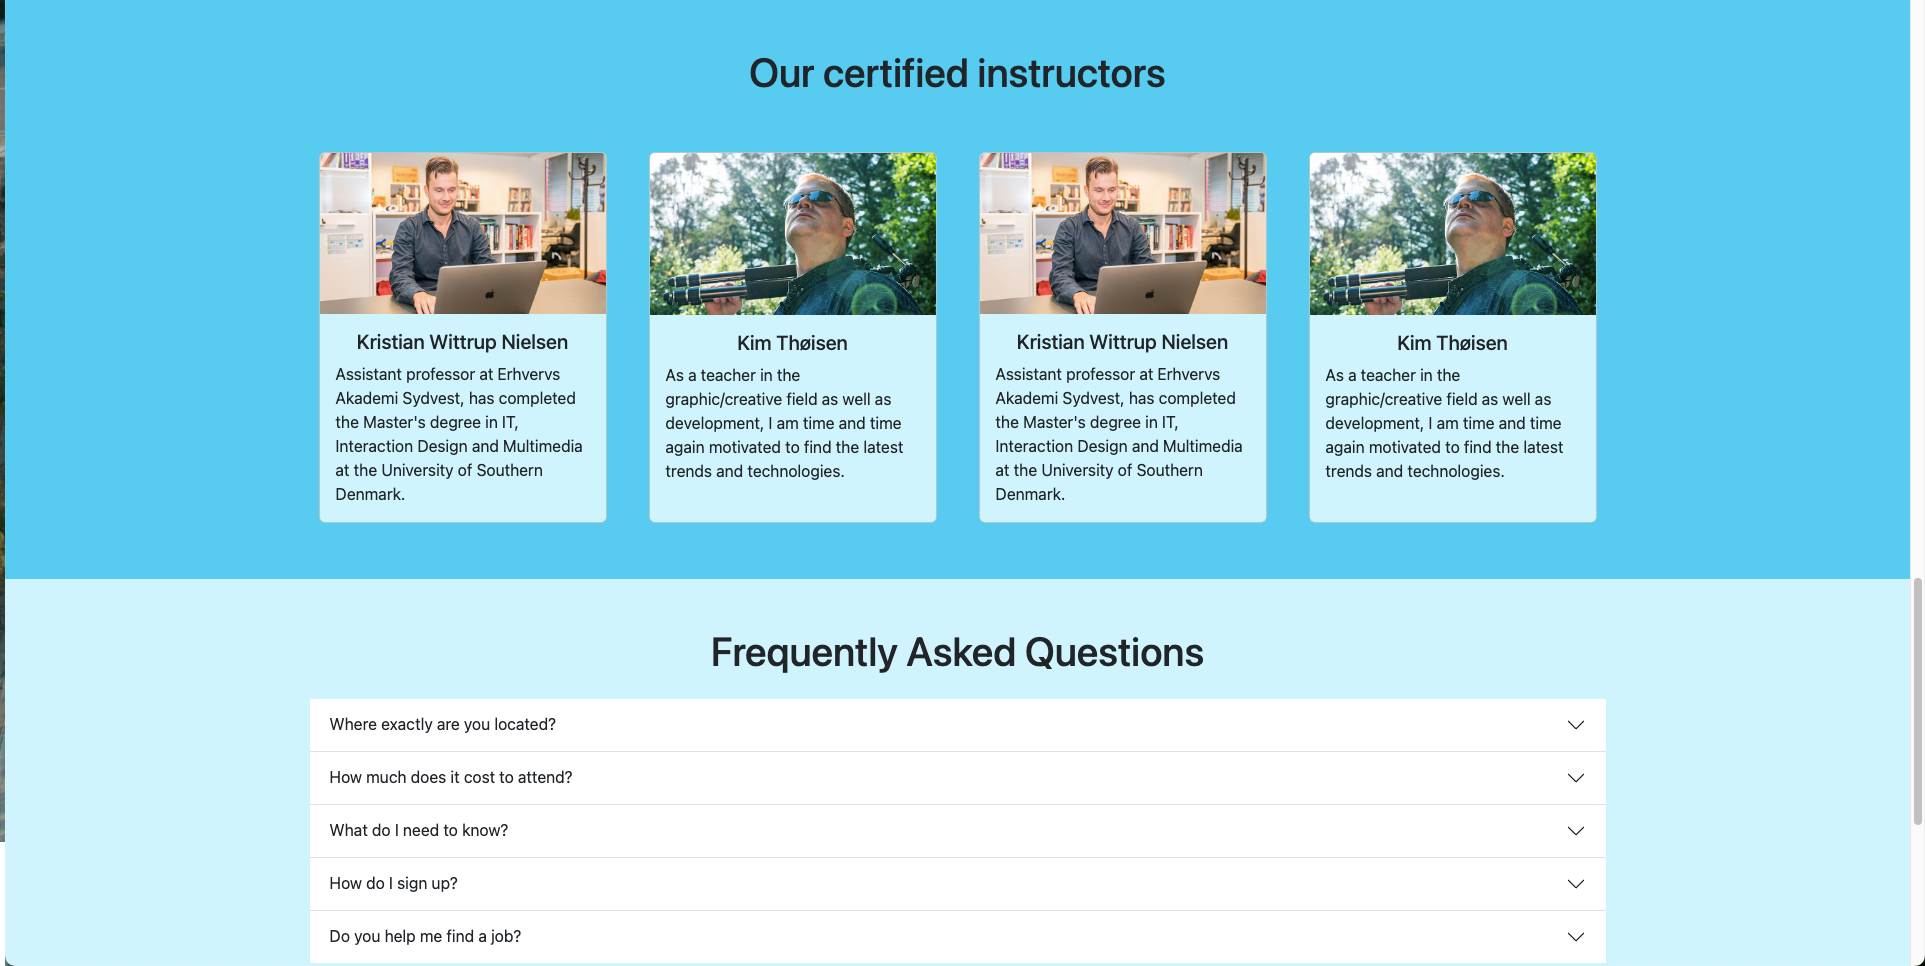 Our certified instructors
Kristian Wittrup Nielsen
Assistant professor at Erhvervs
Akademi Sydvest, has completed
the Master's degree in IT,
Interaction Design and Multimedia
at the University of Southern
Denmark.
Kim Thøisen
As a teacher in the
graphic/creative field as well as
development, I am time and time
again motivated to find the latest
trends and technologies.
Kristian Wittrup Nielsen
Assistant professor at Erhvervs
Akademi Sydvest, has completed
the Master's degree in IT,
Interaction Design and Multimedia
at the University of Southern
Denmark.
Kim Thøisen
As a teacher in the
graphic/creative field as well as
development, I am time and time
again motivated to find the latest
trends and technologies.
Frequently Asked Questions
Where exactly are you located?
How much does it cost to attend?
What do I need to know?
How do I sign up?
Do you help me find a job?